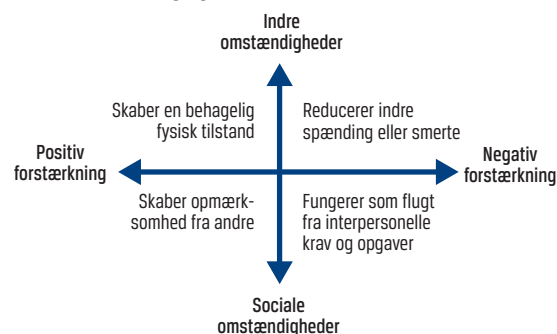 Indre
omstændigheder
Skaber en behagelig
fysisk tilstand
Reducerer indre
spænding eller smerte
Positiv
forstærkning
Negativ
forstærkning
Skaber opmærk-
somhed fra andre
Fungerer som flugt
fra interpersonelle
krav og opgaver
Sociale
omstændigheder